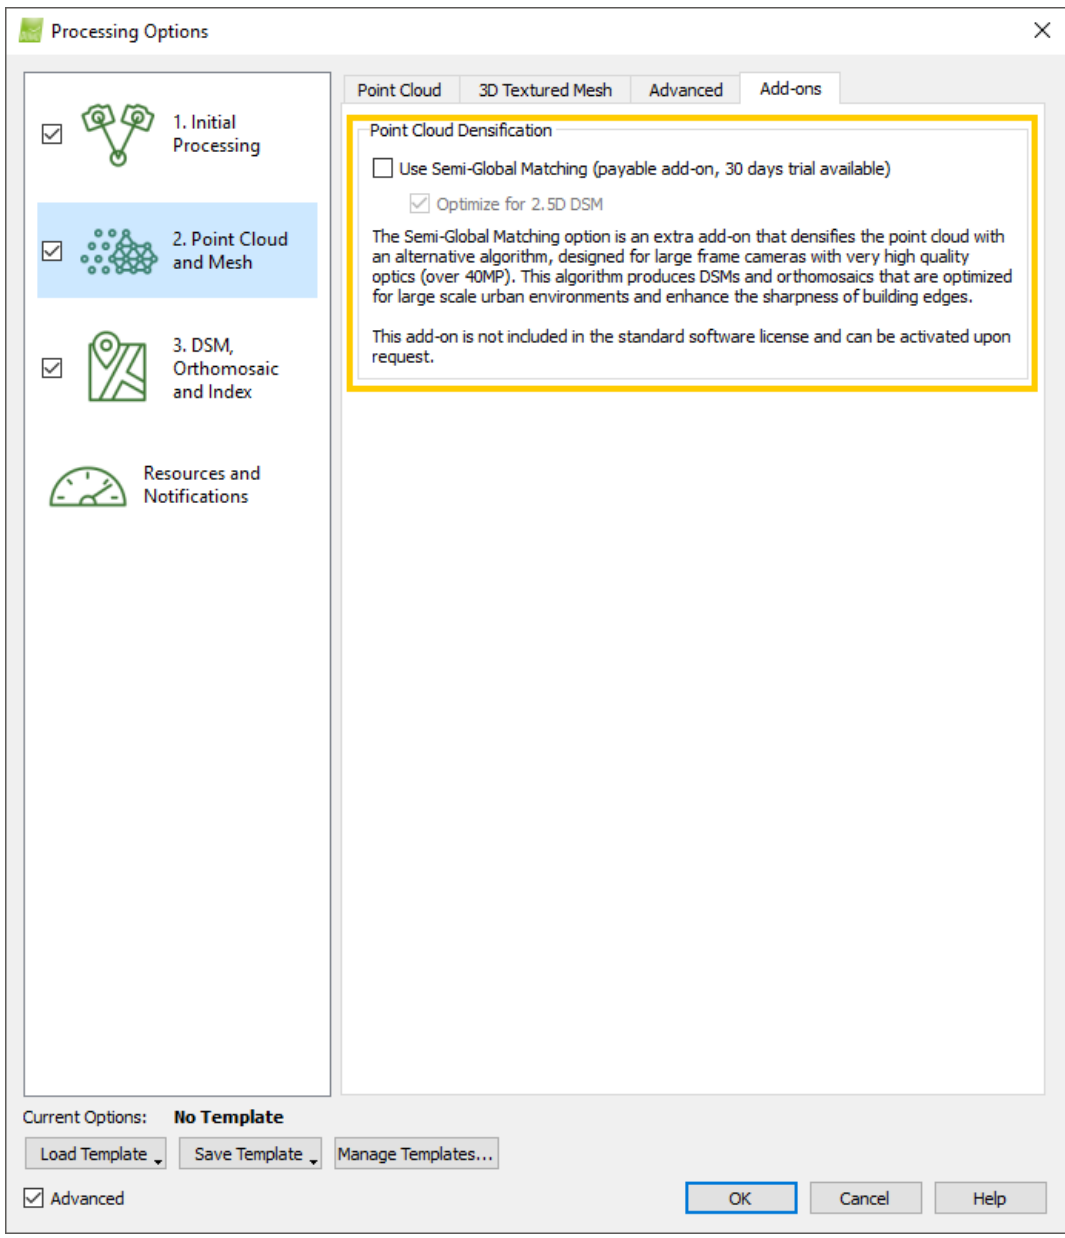 Processing Options
1. Initial
Processing
2. Point Cloud
and Mesh
3. DSM,
Orthomosaic
and Index
Resources and
Notifications
Point Cloud
3D Textured Mesh
Advanced
Add-ons
Point Cloud Densification
Use Semi-Global Matching (payable add-on, 30 days trial available)
Optimize for 2.5D DSM
The Semi-Global Matching option is an extra add-on that densifies the point cloud with
an alternative algorithm, designed for large frame cameras with very high quality
optics (over 40MP). This algorithm produces DSMs and orthomosaics that are optimized
for large scale urban environments and enhance the sharpness of building edges.
This add-on is not included in the standard software license and can be activated upon
request.
Current Options: No Template
Load Template
Save Template
Manage Templates...
Advanced
OK
Cancel
Help